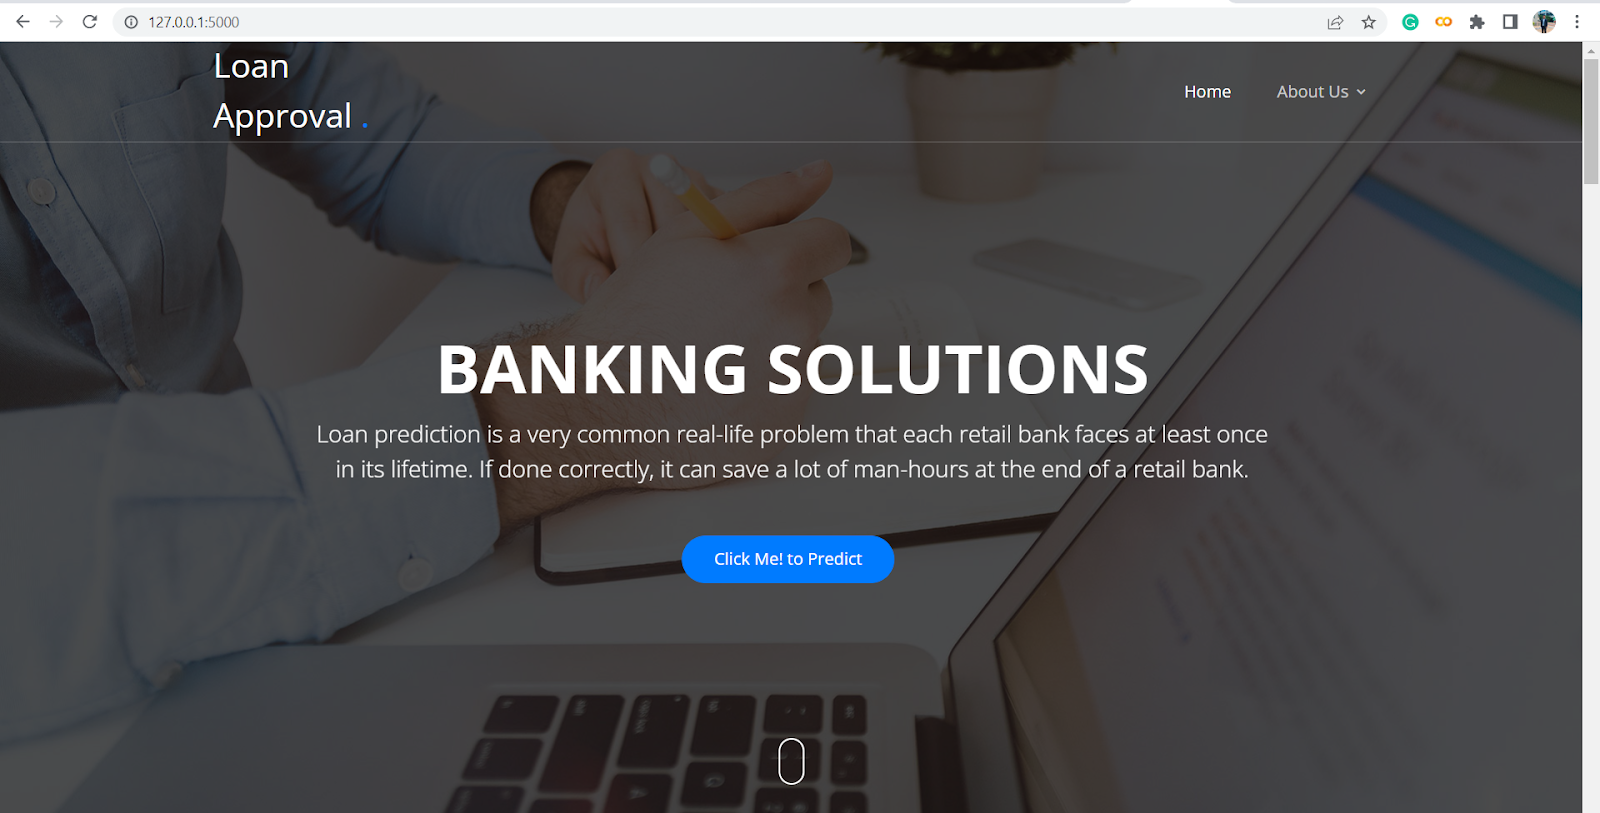 127.0.0.1:5000
Loan
Approval .
Home
About Us
BANKING SOLUTIONS
Loan prediction is a very common real-life problem that each retail bank faces at least once
in its lifetime. If done correctly, it can save a lot of man-hours at the end of a retail bank.
Click Me! to Predict